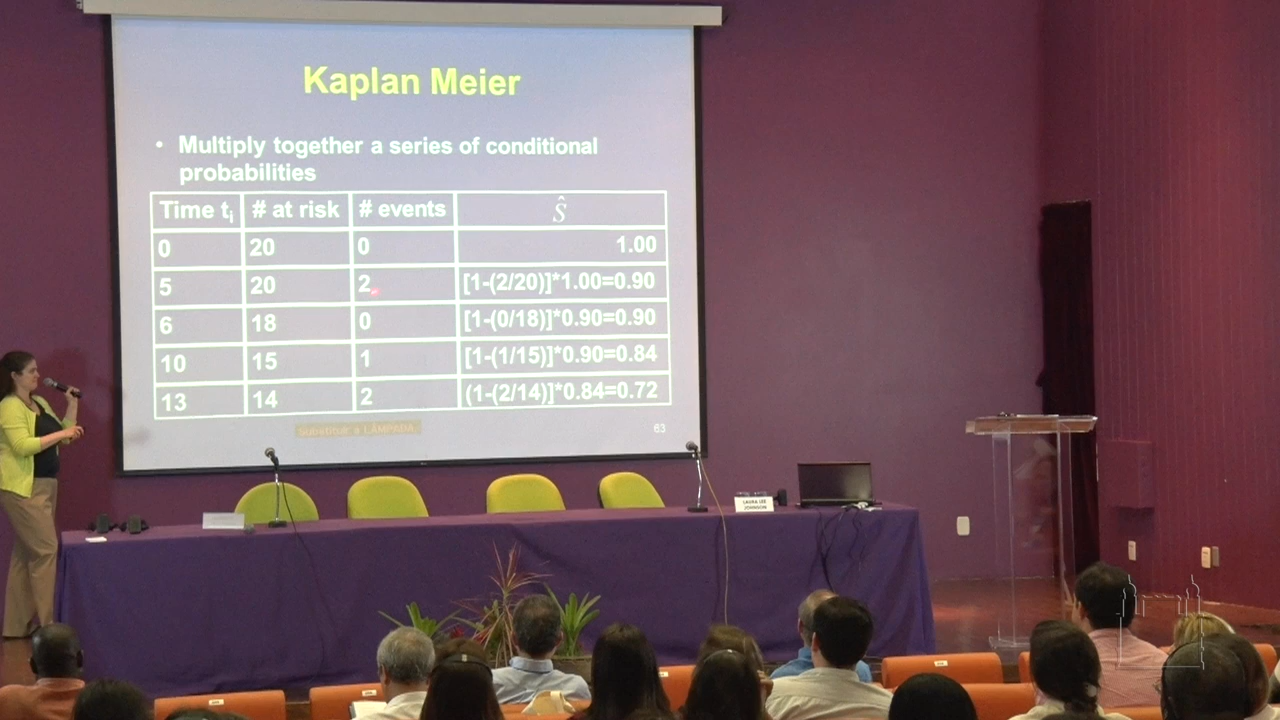 Kaplan Meier
• Multiply together a series of conditional
probabilities
Time ti # at risk # events Ŝ
0 20 0 1.00
5 20 2 [1-(2/20)]*1.00=0.90
6 18 0 [1-(0/18)]*0.90=0.90
10 15 1 [1-(1/15)]*0.90=0.84
13 14 2 (1-(2/14)]*0.84=0.72
Substituir a LÂMPADA.
63
LAURA LEE
JOHNSON